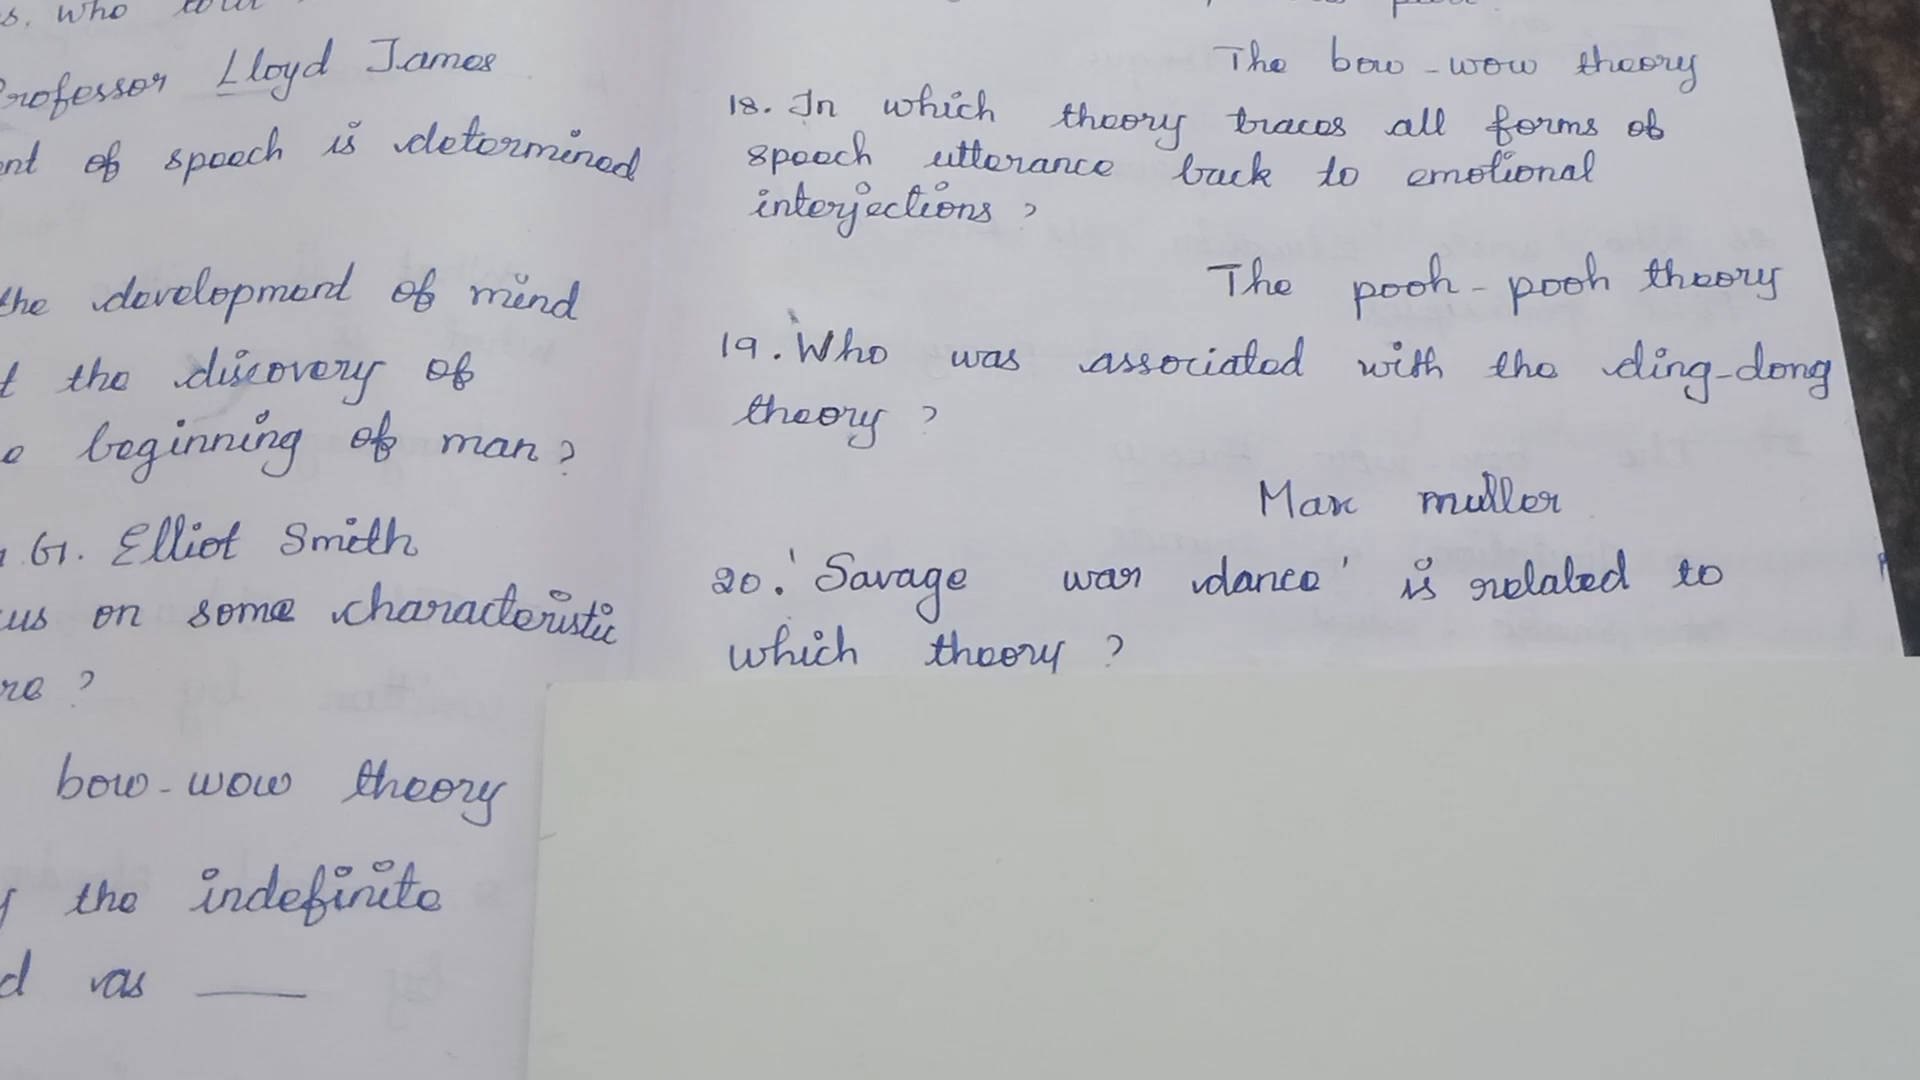 s. Who
Professor Lloyd James
of speech is determined
the development of mind
the discovery of
beginning of man?
G. Elliot Smith
us on some characteristic
re?
bow-wow theory
the indefinite
d as ___
The bow-wow theory
18. In which theory traces all forms of
speech utterance back to emotional
interjections?
The pooh-pooh theory
19. Who was associated with the ding-dong
theory?
Max muller
20. 'Savage war dance' is related to
which theory?